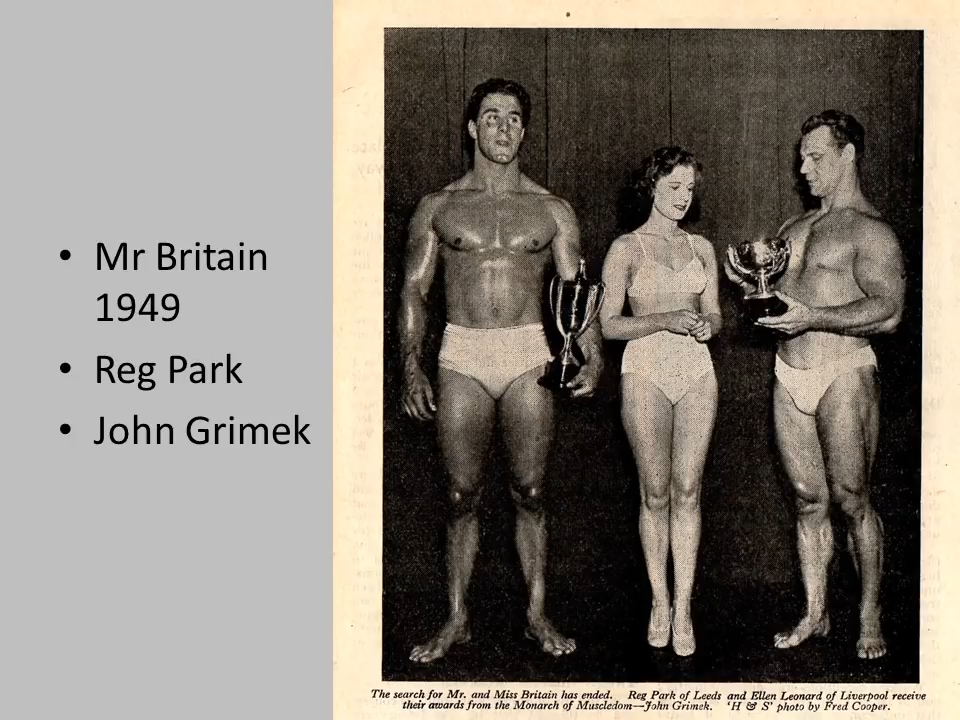 • Mr Britain
1949
• Reg Park
• John Grimek
The search for Mr. and Miss Britain has ended. Reg Park of Leeds and Ellen Leonard of Liverpool receive
their awards from the Monarch of Muscledom—John Grimek. 'H & S' photo by Fred Cooper.